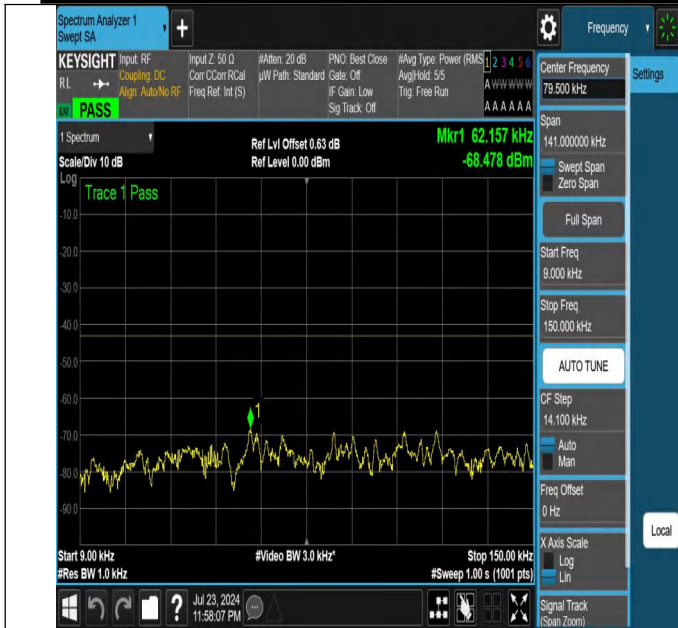 Spectrum Analyzer 1
Swept SA
+
Frequency
KEYSIGHT
RL
PASS
Input: RF
Coupling: DC
Align: Auto/No RF
Input Z: 50 Ω
Corr CCorr RCal
Freq Ref: Int (S)
#Atten: 20 dB
µW Path: Standard
PNO: Best Close
Gate: Off
IF Gain: Low
Sig Track: Off
#Avg Type: Power (RMS
Avg|Hold: 5/5
Trig: Free Run
1 2 3 4 5 6
A W W W W W
A A A A A A
1 Spectrum
Scale/Div 10 dB
Ref Lvl Offset 0.63 dB
Ref Level 0.00 dBm
Mkr1 62.157 kHz
-68.478 dBm
Log
Trace 1 Pass
-10.0
-20.0
-30.0
-40.0
-50.0
-60.0
-70.0
-80.0
-90.0
1
Start 9.00 kHz
#Video BW 3.0 kHz*
Stop 150.00 kHz
#Res BW 1.0 kHz
#Sweep 1.00 s (1001 pts)
?
Jul 23, 2024
11:58:07 PM
Center Frequency
79.500 kHz
Settings
Span
141.000000 kHz
Swept Span
Zero Span
Full Span
Start Freq
9.000 kHz
Stop Freq
150.000 kHz
AUTO TUNE
CF Step
14.100 kHz
Auto
Man
Freq Offset
0 Hz
X Axis Scale
Log
Lin
Local
Signal Track
(Span Zoom)